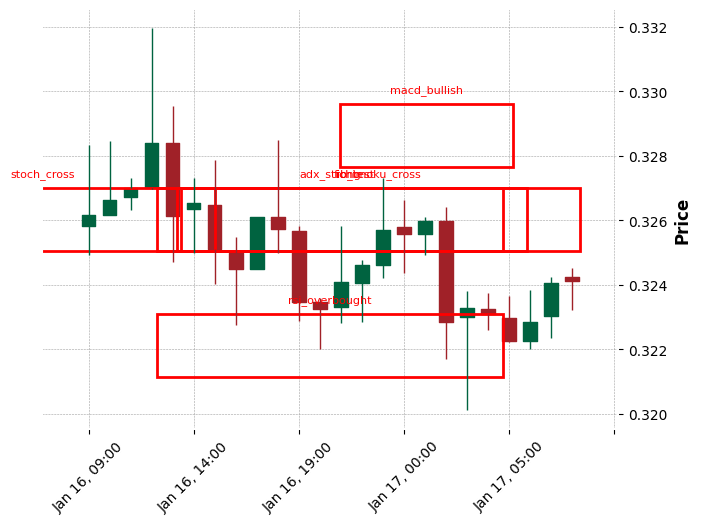 0.332
0.330
0.328
0.326
0.324
0.322
0.320
Price
macd_bullish
stoch_cross
rsi_overbought
Jan 16, 09:00
Jan 16, 14:00
Jan 16, 19:00
Jan 17, 00:00
Jan 17, 05:00